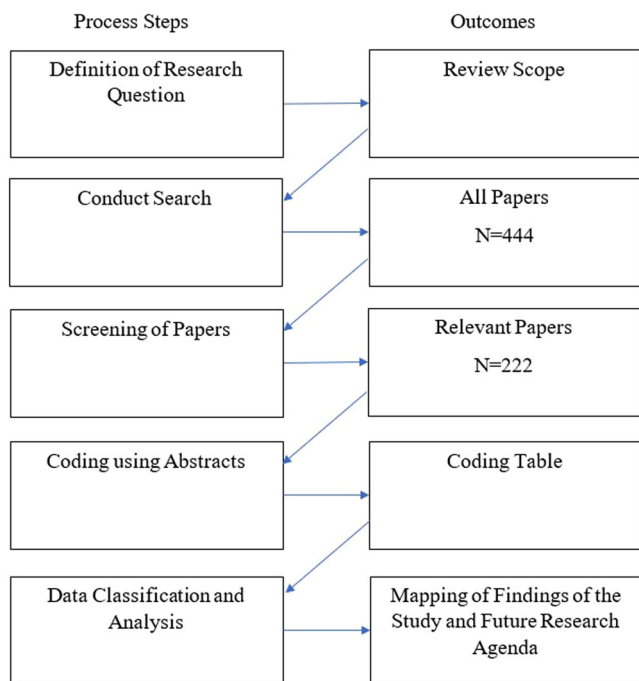 Process Steps
Outcomes
Definition of Research
Question
Review Scope
Conduct Search
All Papers
N=444
Screening of Papers
Relevant Papers
N=222
Coding using Abstracts
Coding Table
Data Classification and
Analysis
Mapping of Findings of the
Study and Future Research
Agenda